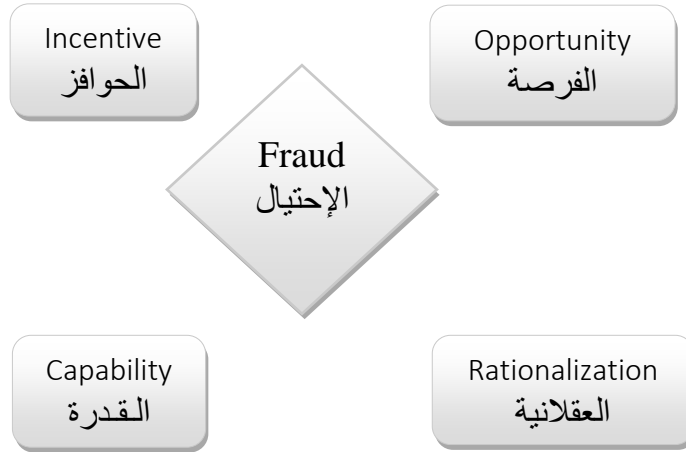 Incentive
الحوافز
Opportunity
الفرصة
Fraud
الإحتيال
Capability
القدرة
Rationalization
العقلانية